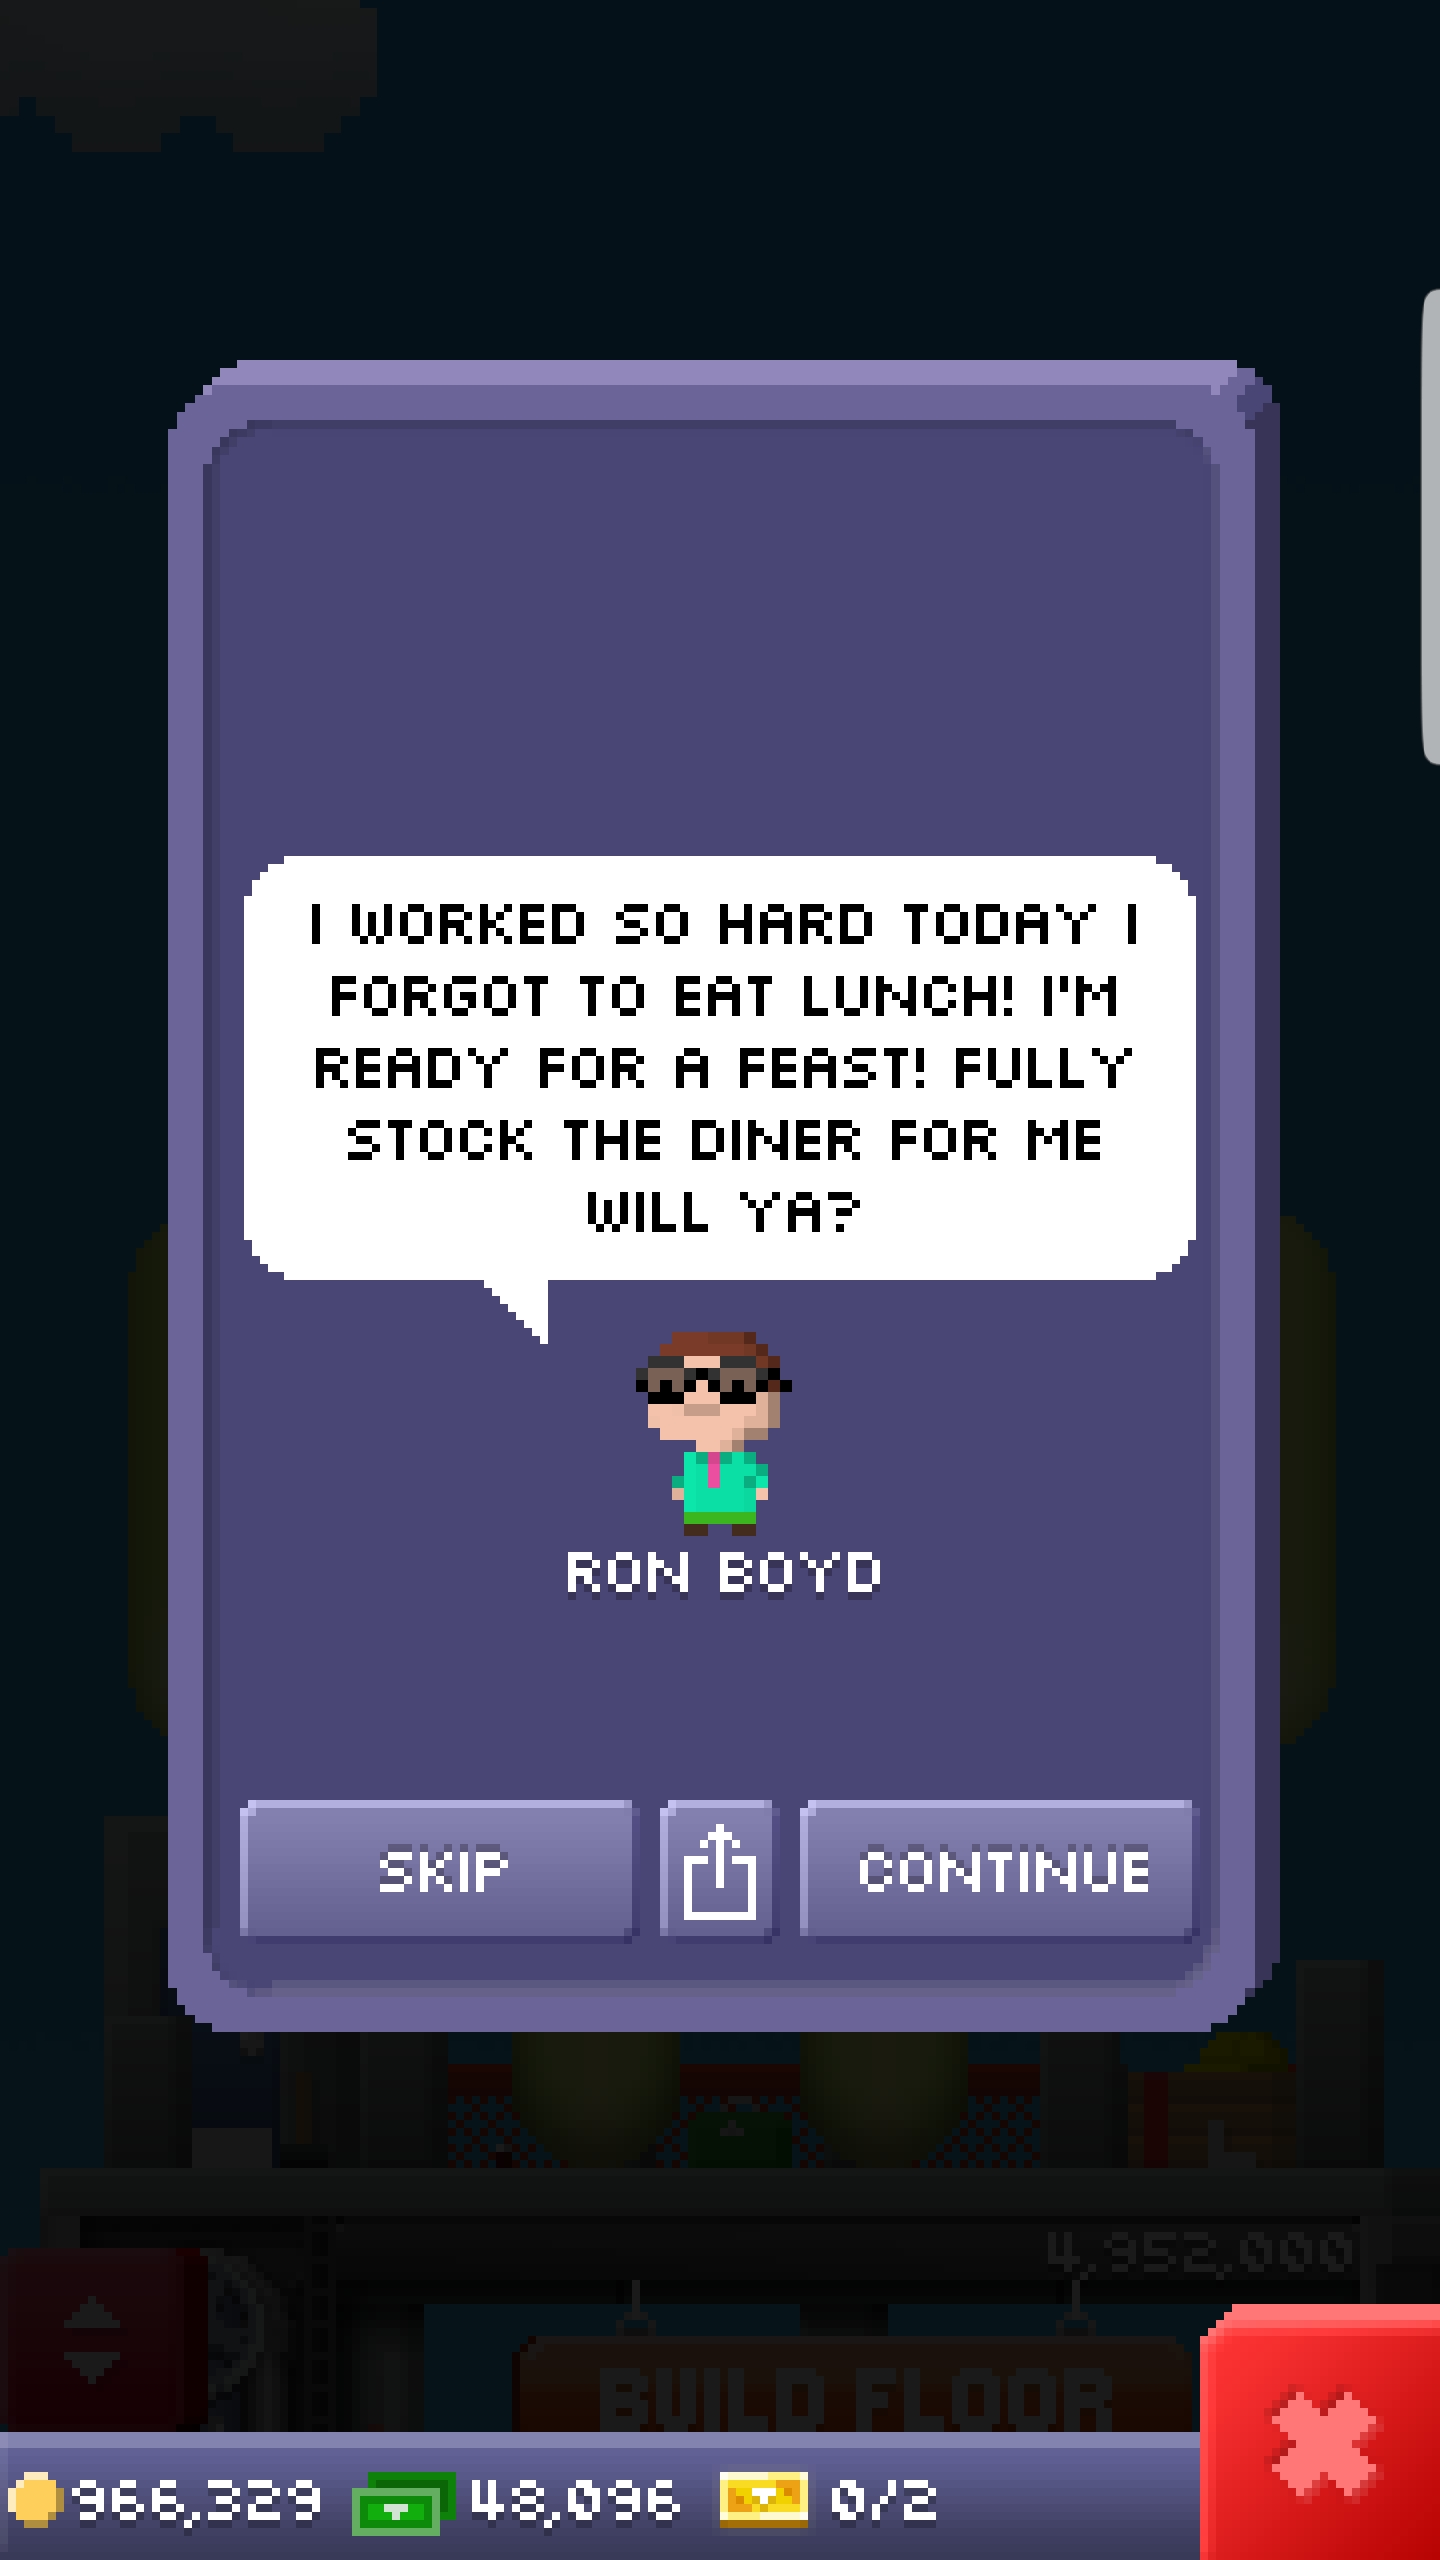 I WORKED SO HARD TODAY I
FORGOT TO EAT LUNCH! I'M
READY FOR A FEAST! FULLY
STOCK THE DINER FOR ME
WILL YA?
RON BOYD
SKIP
CONTINUE
4,952,000
BUILD FLOOR
966,329
48,096
0/2